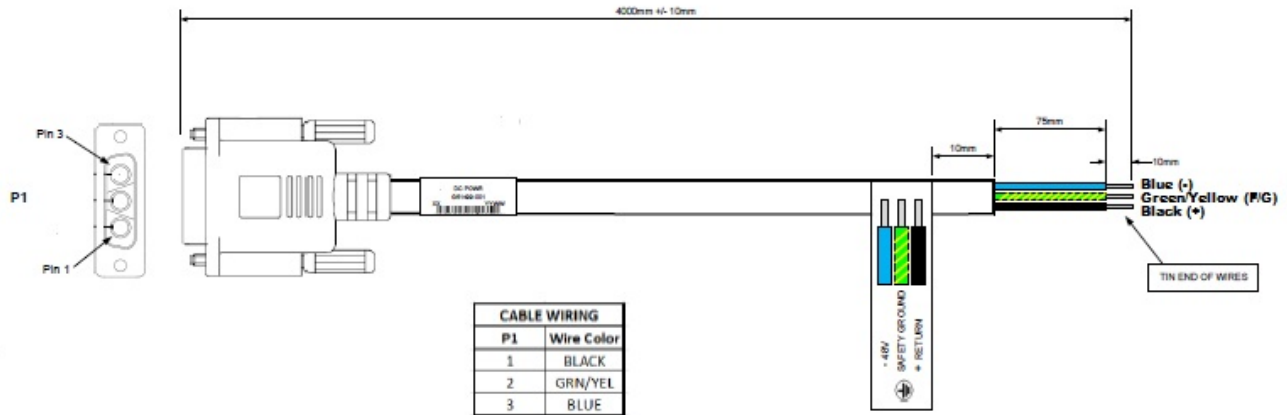 4000mm +/- 10mm
Pin 3
P1
Pin 1
DC POWR
75mm
10mm
10mm
Blue (-)
Green/Yellow (F/G)
Black (+)
TIN END OF WIRES
- 48V
SAFETY GROUND
+ RETURN
CABLE WIRING
P1 Wire Color
1 BLACK
2 GRN/YEL
3 BLUE